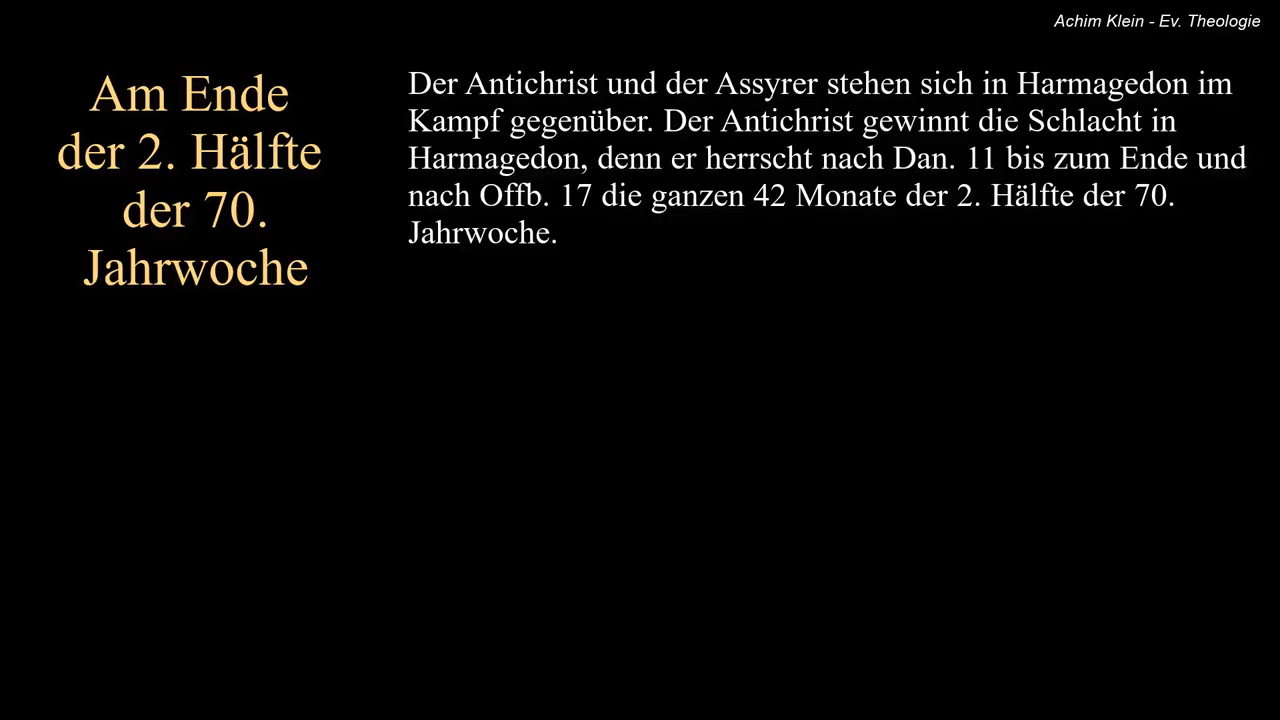 Achim Klein - Ev. Theologie
Am Ende
der 2. Hälfte
der 70.
Jahrwoche
Der Antichrist und der Assyrer stehen sich in Harmagedon im
Kampf gegenüber. Der Antichrist gewinnt die Schlacht in
Harmagedon, denn er herrscht nach Dan. 11 bis zum Ende und
nach Offb. 17 die ganzen 42 Monate der 2. Hälfte der 70.
Jahrwoche.